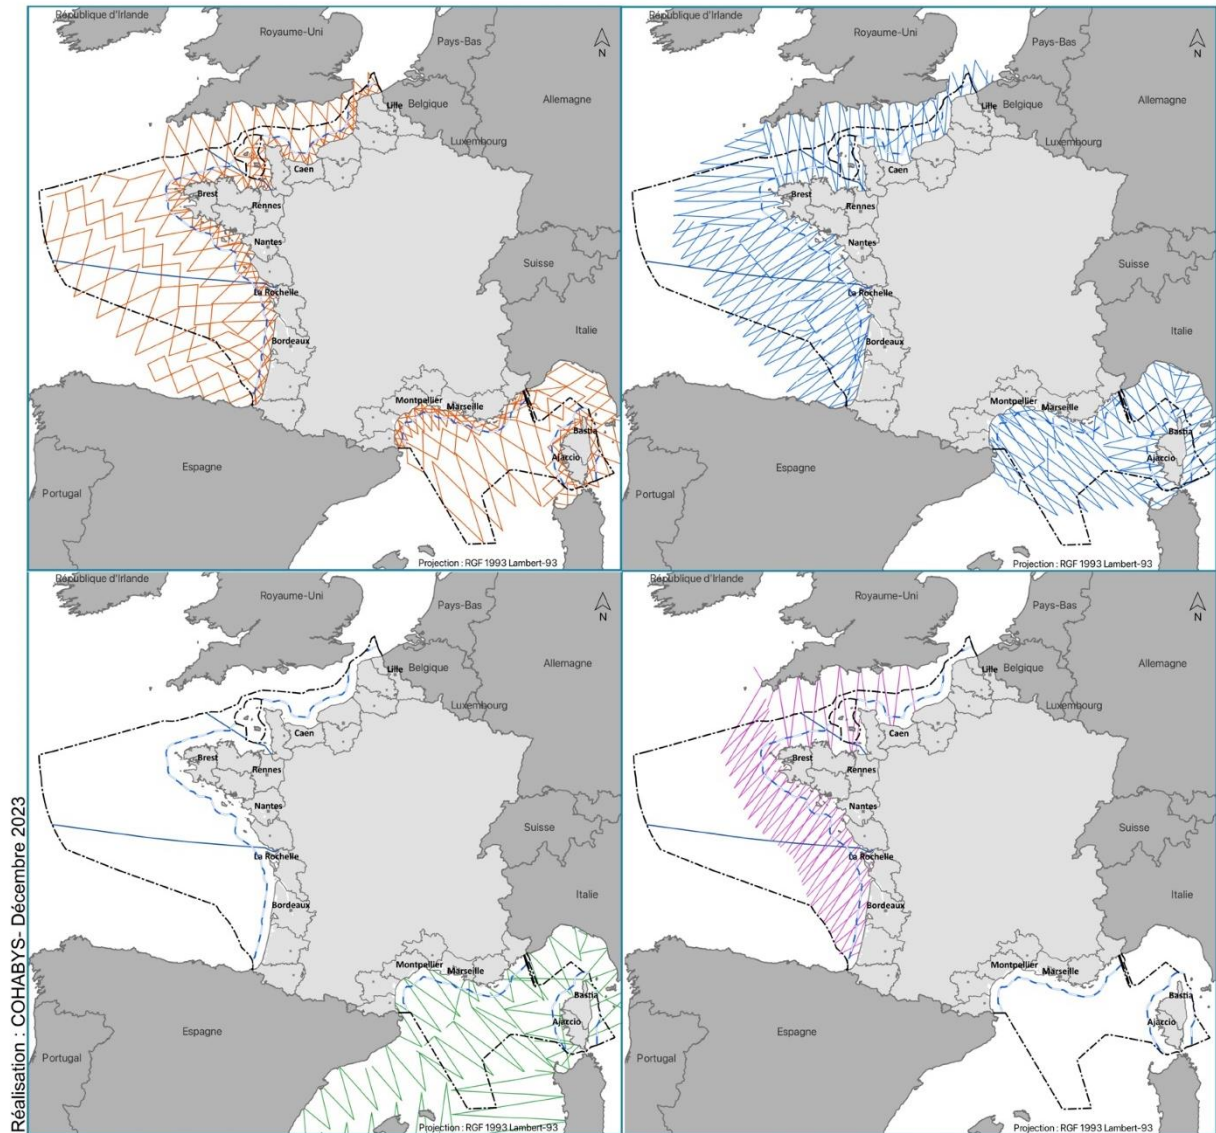 République d'Irlande
Royaume-Uni
Pays-Bas
N
Allemagne
Lille
Belgique
Luxembourg
Caen
Brest
Rennes
Nantes
Suisse
La Rochelle
Italie
Bordeaux
Montpellier
Marseille
Bastia
Ajaccio
Espagne
Portugal
Projection : RGF 1993 Lambert-93
République d'Irlande
Royaume-Uni
Pays-Bas
N
Allemagne
Lille
Belgique
Luxembourg
Caen
Brest
Rennes
Nantes
Suisse
La Rochelle
Italie
Bordeaux
Montpellier
Marseille
Bastia
Ajaccio
Espagne
Portugal
Projection : RGF 1993 Lambert-93
République d'Irlande
Royaume-Uni
Pays-Bas
N
Allemagne
Lille
Belgique
Luxembourg
Caen
Brest
Rennes
Nantes
Suisse
La Rochelle
Italie
Bordeaux
Montpellier
Marseille
Bastia
Ajaccio
Espagne
Portugal
Projection : RGF 1993 Lambert-93
République d'Irlande
Royaume-Uni
Pays-Bas
N
Allemagne
Lille
Belgique
Luxembourg
Caen
Brest
Rennes
Nantes
Suisse
La Rochelle
Italie
Bordeaux
Montpellier
Marseille
Bastia
Ajaccio
Espagne
Portugal
Projection : RGF 1993 Lambert-93
Réalisation : COHABYS- Décembre 2023